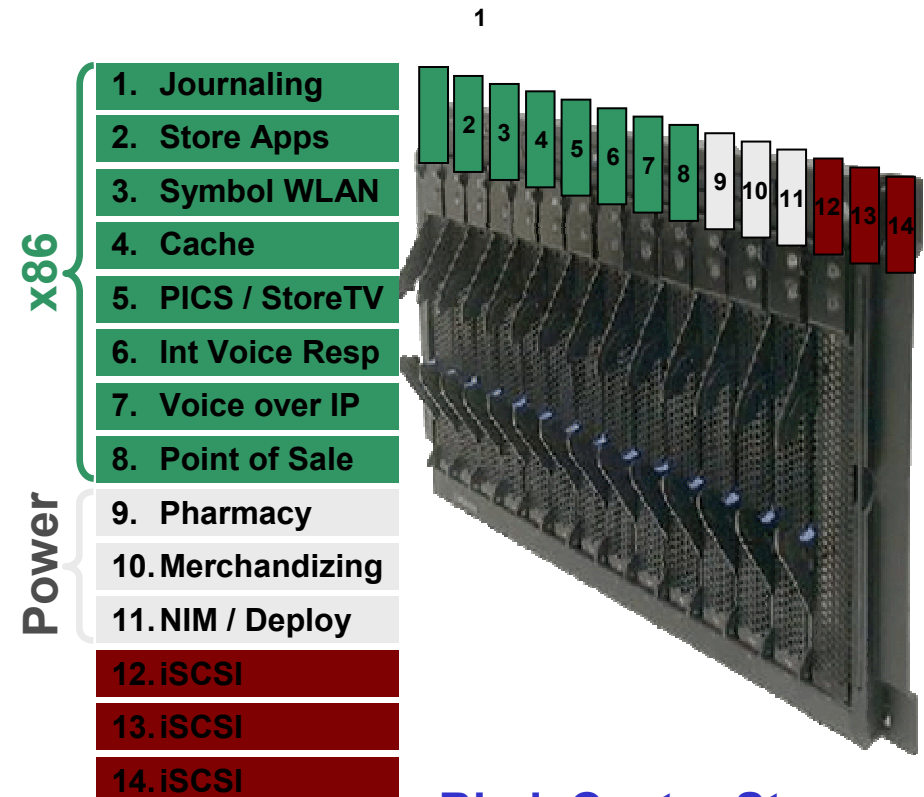 1
1. Journaling
2. Store Apps
3. Symbol WLAN
4. Cache
5. PICS / StoreTV
6. Int Voice Resp
7. Voice over IP
8. Point of Sale
9. Pharmacy
10. Merchandizing
11. NIM / Deploy
12. iSCSI
13. iSCSI
14. iSCSI
x86
Power
2
3
4
5
6
7
8
9
10
11
12
13
14